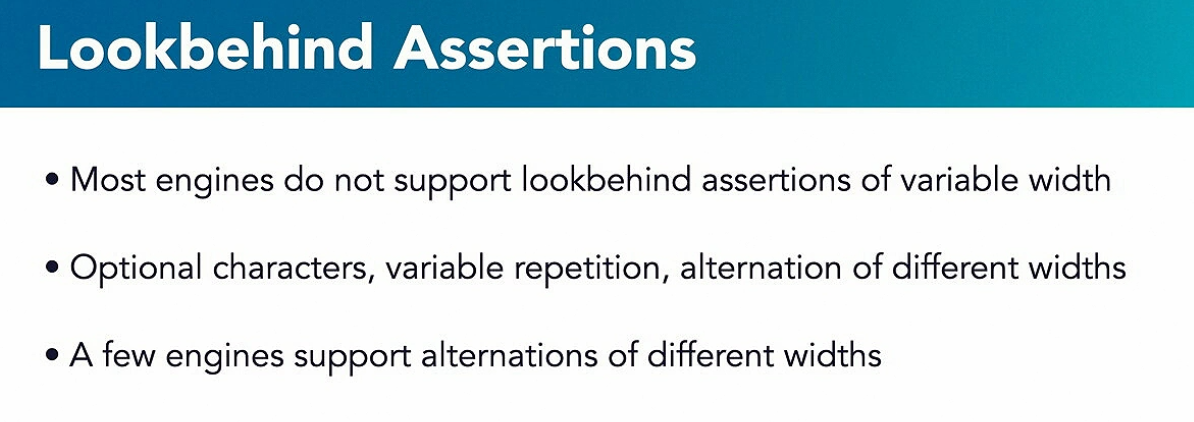 Lookbehind Assertions
• Most engines do not support lookbehind assertions of variable width
• Optional characters, variable repetition, alternation of different widths
• A few engines support alternations of different widths